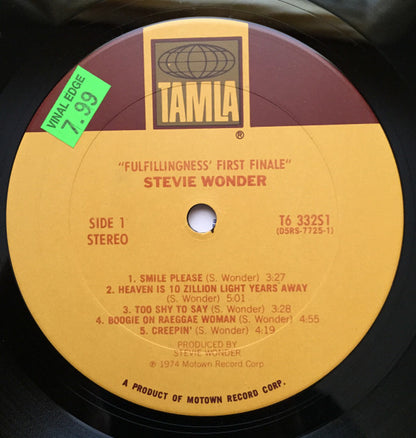 VINAL EDGE
7.99
TAMLA
®
"FULFILLINGNESS' FIRST FINALE"
STEVIE WONDER
SIDE 1
STEREO
T6 332S1
(05RS-7725-1)
1. SMILE PLEASE (S. Wonder) 3:27
2. HEAVEN IS 10 ZILLION LIGHT YEARS AWAY
(S. Wonder) 5:01
3. TOO SHY TO SAY (S. Wonder) 3:28
4. BOOGIE ON RAEGGAE WOMAN (S. Wonder) 4:55
5. CREEPIN' (S. Wonder) 4:19
PRODUCED BY
STEVIE WONDER
℗ 1974 Motown Record Corp
A PRODUCT OF MOTOWN RECORD CORP.